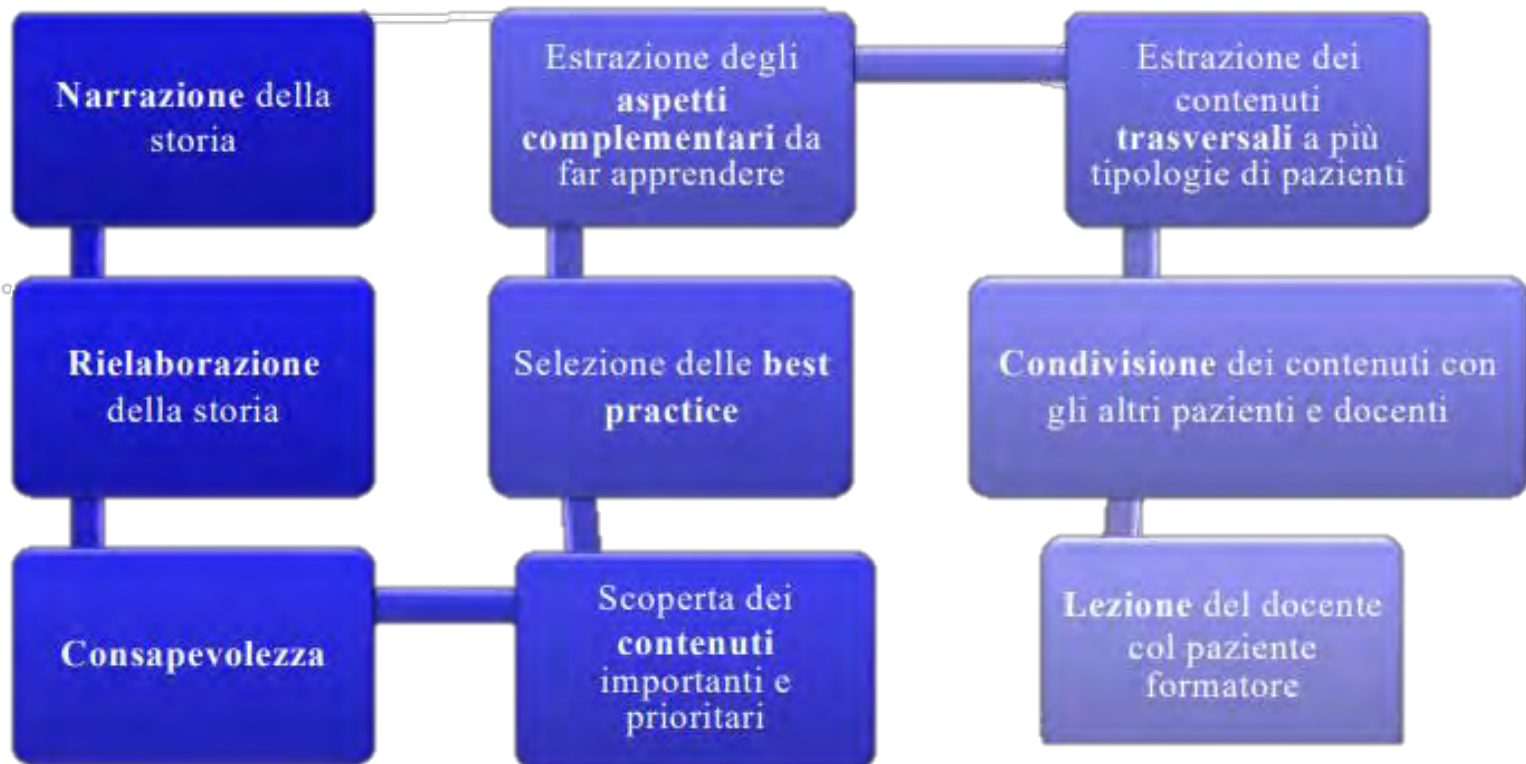 Narrazione della
storia
Rielaborazione
della storia
Consapevolezza
Scoperta dei
contenuti
importanti e
prioritari
Selezione delle best
practice
Estrazione degli
aspetti
complementari da
far apprendere
Estrazione dei
contenuti
trasversali a più
tipologie di pazienti
Condivisione dei contenuti con
gli altri pazienti e docenti
Lezione del docente
col paziente
formatore